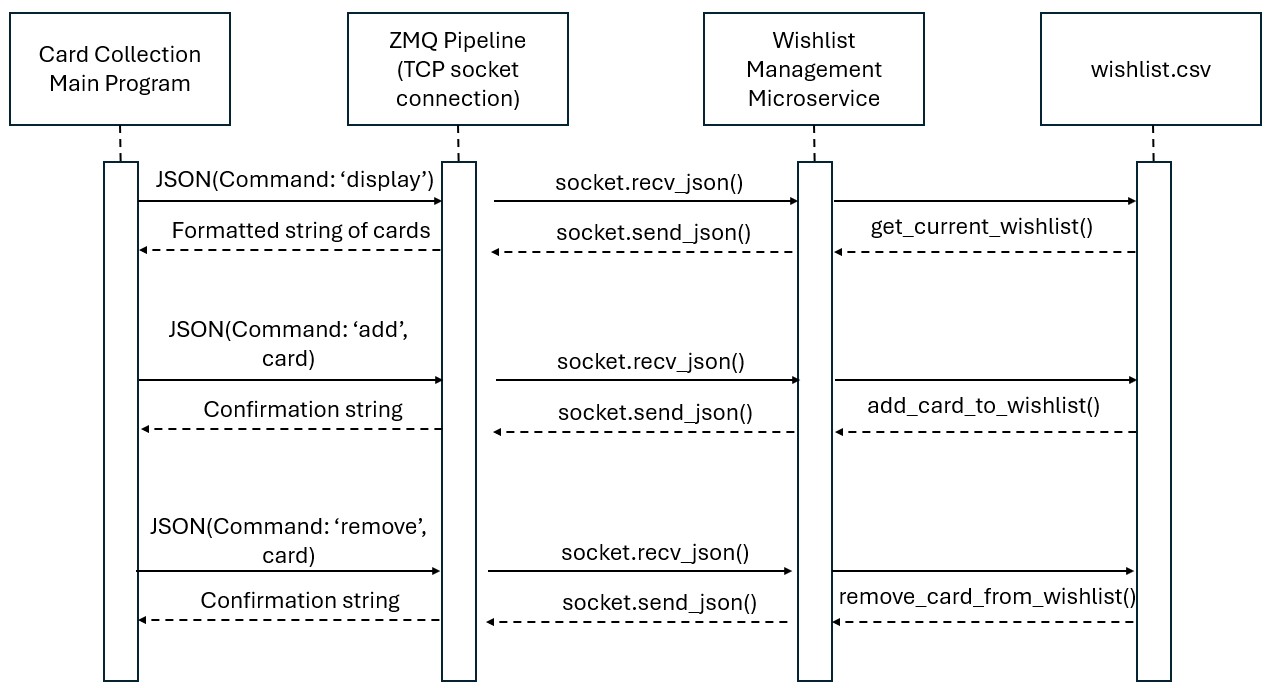 Card Collection
Main Program
ZMQ Pipeline
(TCP socket
connection)
Wishlist
Management
Microservice
wishlist.csv
JSON(Command: ‘display’)
socket.recv_json()
Formatted string of cards
socket.send_json()
get_current_wishlist()
JSON(Command: ‘add’,
card)
socket.recv_json()
Confirmation string
socket.send_json()
add_card_to_wishlist()
JSON(Command: ‘remove’,
card)
socket.recv_json()
Confirmation string
socket.send_json()
remove_card_from_wishlist()